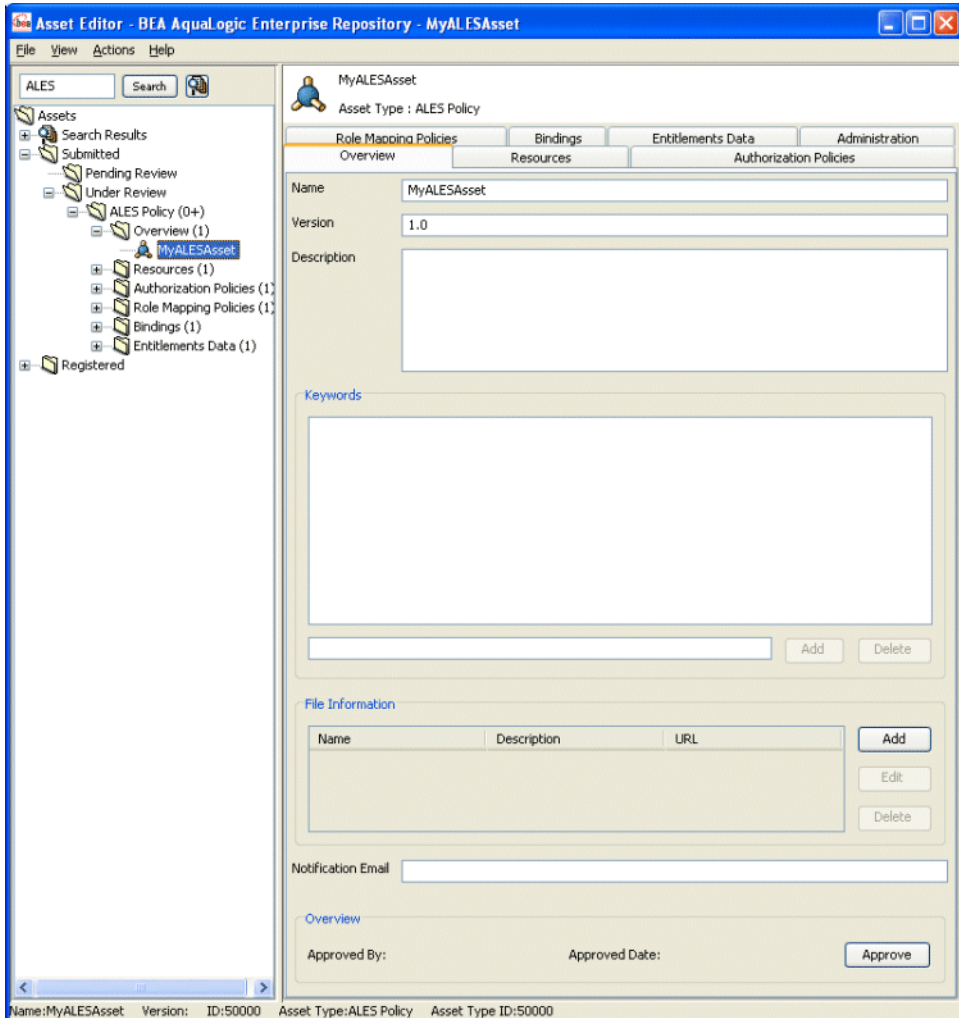 bea Asset Editor - BEA AquaLogic Enterprise Repository - MyALESAsset
File View Actions Help
ALES Search
Assets
Search Results
Submitted
Pending Review
Under Review
ALES Policy (0+)
Overview (1)
MyALESAsset
Resources (1)
Authorization Policies (1)
Role Mapping Policies (1)
Bindings (1)
Entitlements Data (1)
Registered
MyALESAsset
Asset Type : ALES Policy
Role Mapping Policies Bindings Entitlements Data Administration
Overview Resources Authorization Policies
Name MyALESAsset
Version 1.0
Description
Keywords
Add Delete
File Information
Name Description URL Add
Edit
Delete
Notification Email
Overview
Approved By: Approved Date: Approve
Name:MyALESAsset Version: ID:50000 Asset Type:ALES Policy Asset Type ID:50000